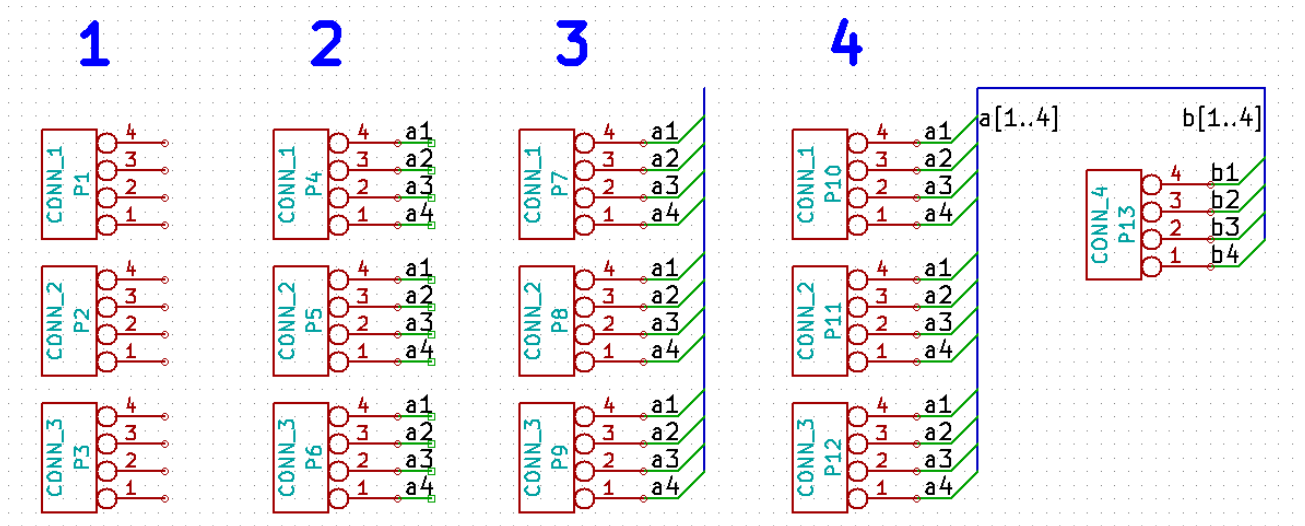 1 2 3 4
a[1..4] b[1..4]
CONN_1
P1
4
3
2
1
CONN_2
P2
4
3
2
1
CONN_3
P3
4
3
2
1
CONN_1
P4
4 a1
3 a2
2 a3
1 a4
CONN_2
P5
4 a1
3 a2
2 a3
1 a4
CONN_3
P6
4 a1
3 a2
2 a3
1 a4
CONN_1
P7
4 a1
3 a2
2 a3
1 a4
CONN_2
P8
4 a1
3 a2
2 a3
1 a4
CONN_3
P9
4 a1
3 a2
2 a3
1 a4
CONN_1
P10
4 a1
3 a2
2 a3
1 a4
CONN_2
P11
4 a1
3 a2
2 a3
1 a4
CONN_3
P12
4 a1
3 a2
2 a3
1 a4
CONN_4
P13
4 b1
3 b2
2 b3
1 b4